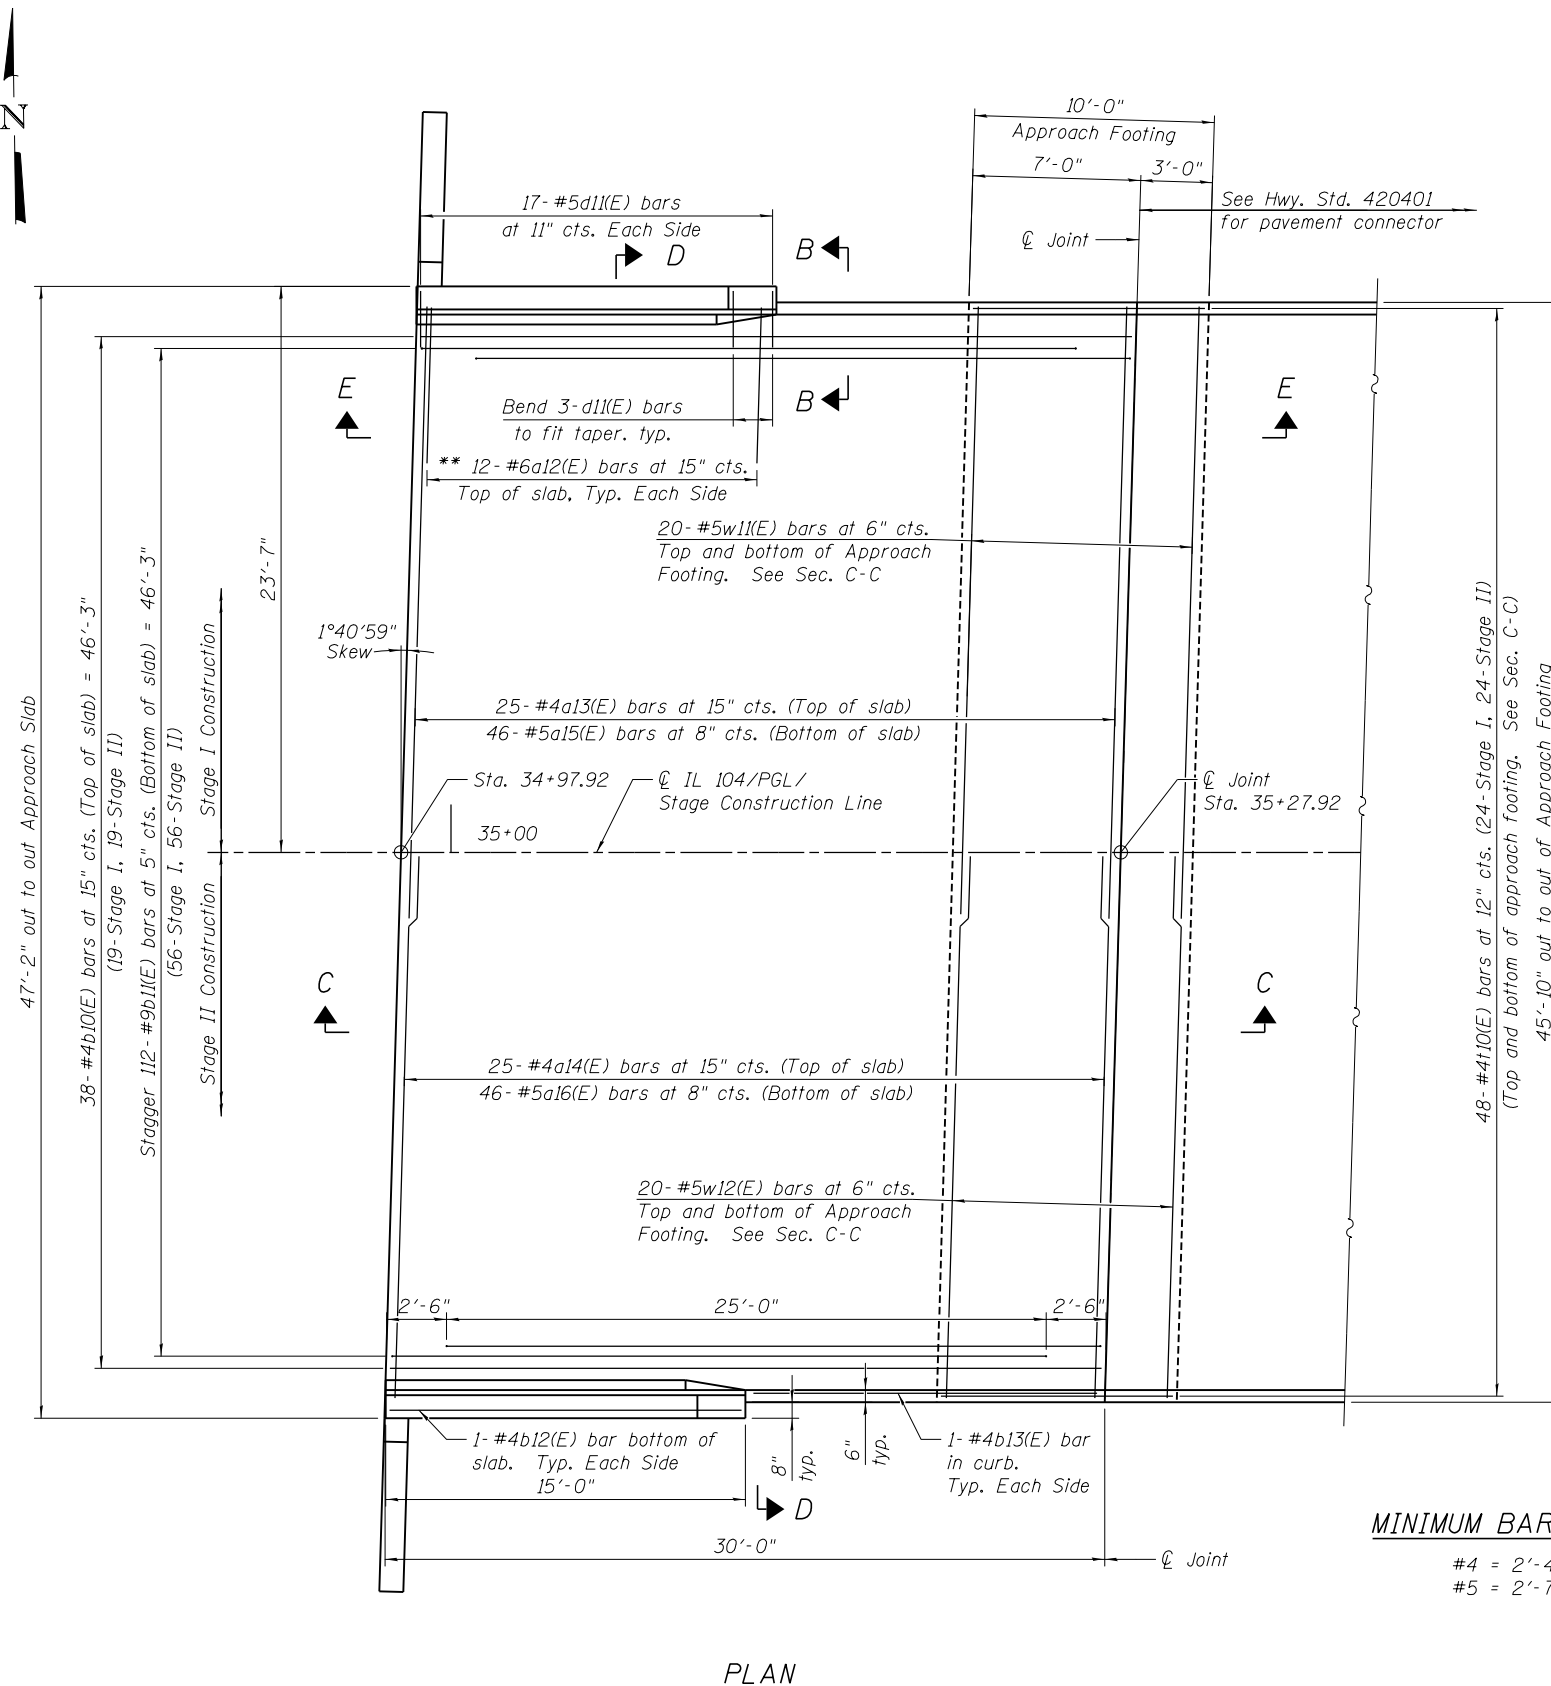 N
10'-0"
Approach Footing
7'-0"
3'-0"
See Hwy. Std. 420401
for pavement connector
℄ Joint
17-#5d11(E) bars
at 11" cts. Each Side
D
B
B
E
E
Bend 3-d11(E) bars
to fit taper. typ.
** 12-#6a12(E) bars at 15" cts.
Top of slab, Typ. Each Side
20-#5w11(E) bars at 6" cts.
Top and bottom of Approach
Footing. See Sec. C-C
23'-7"
1°40'59"
Skew
47'-2" out to out Approach Slab
38-#4b10(E) bars at 15" cts. (Top of slab) = 46'-3"
(19-Stage I, 19-Stage II)
Stagger 112-#9b11(E) bars at 5" cts. (Bottom of slab) = 46'-3"
(56-Stage I, 56-Stage II)
Stage I Construction
Stage II Construction
25-#4a13(E) bars at 15" cts. (Top of slab)
46-#5a15(E) bars at 8" cts. (Bottom of slab)
Sta. 34+97.92
℄ IL 104/PGL/
Stage Construction Line
35+00
℄ Joint
Sta. 35+27.92
48-#4t10(E) bars at 12" cts. (24-Stage I, 24-Stage II)
(Top and bottom of approach footing. See Sec. C-C)
45'-10" out to out of Approach Footing
C
C
25-#4a14(E) bars at 15" cts. (Top of slab)
46-#5a16(E) bars at 8" cts. (Bottom of slab)
20-#5w12(E) bars at 6" cts.
Top and bottom of Approach
Footing. See Sec. C-C
2'-6"
25'-0"
2'-6"
1-#4b12(E) bar bottom of
slab. Typ. Each Side
15'-0"
8"
typ.
6"
typ.
1-#4b13(E) bar
in curb.
Typ. Each Side
D
30'-0"
℄ Joint
MINIMUM BAR
#4 = 2'-4
#5 = 2'-7
PLAN